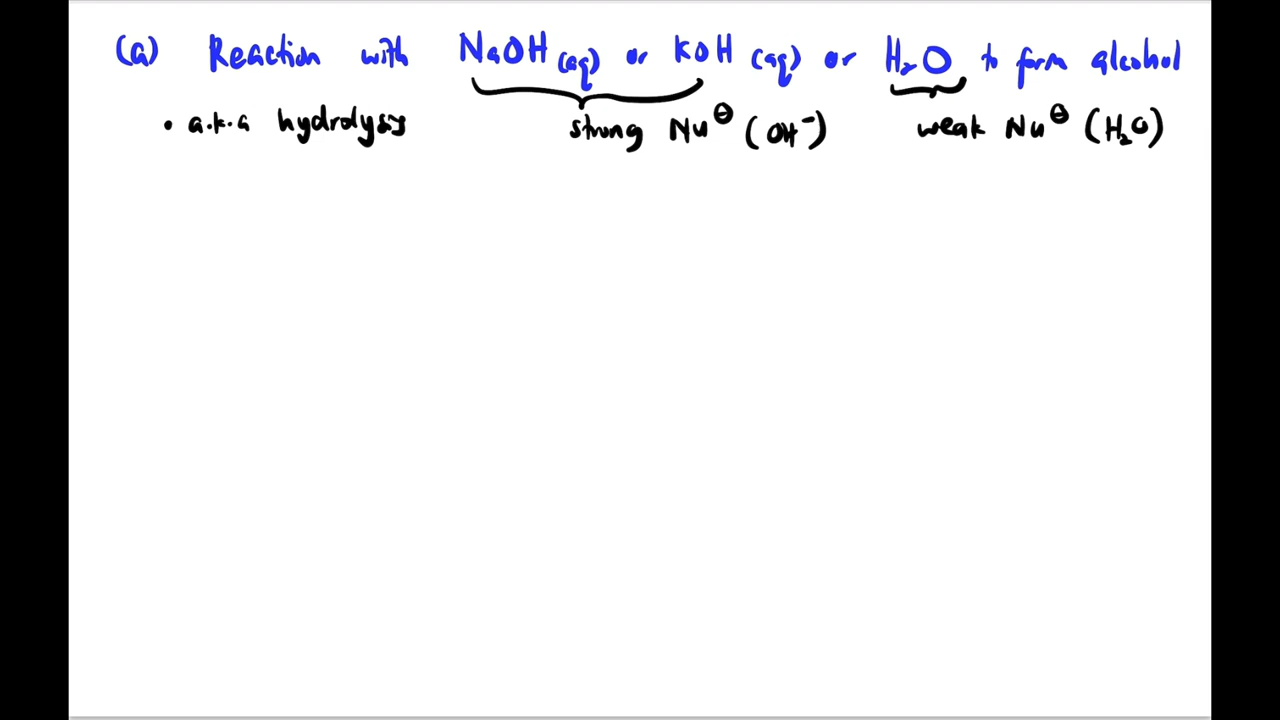 (a) Reaction with NaOH (aq) or KOH (aq) or H₂O to form alcohol
• a.k.a hydrolysis strong Nu⊖ (OH⁻) weak Nu⊖ (H₂O)